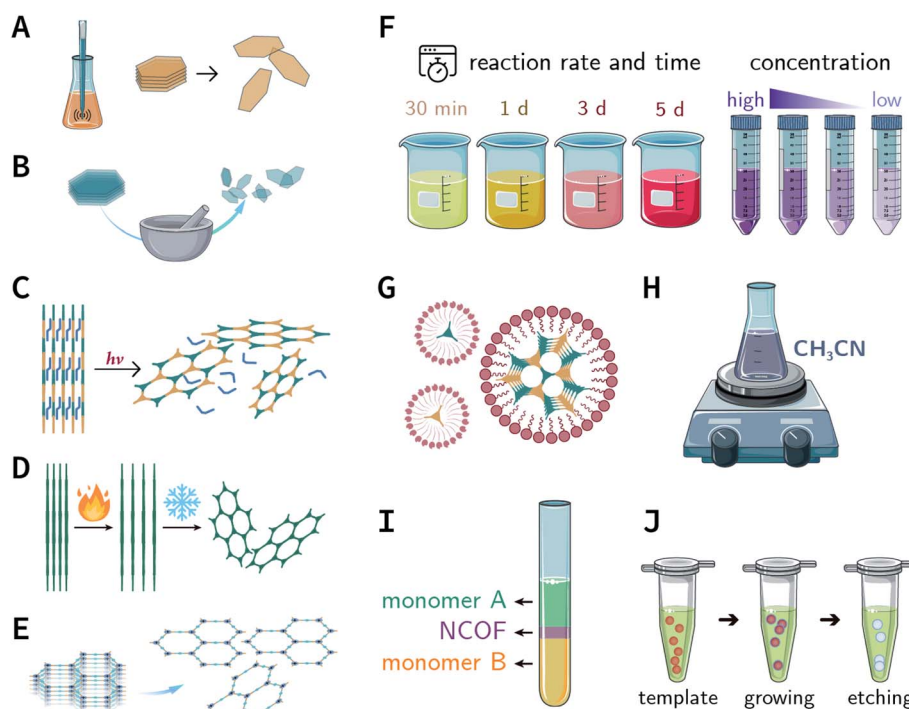 A
B
C
hν
D
E
F
reaction rate and time
30 min 1 d 3 d 5 d
concentration
high low
G
H
CH₃CN
I
monomer A
NCOF
monomer B
J
template growing etching